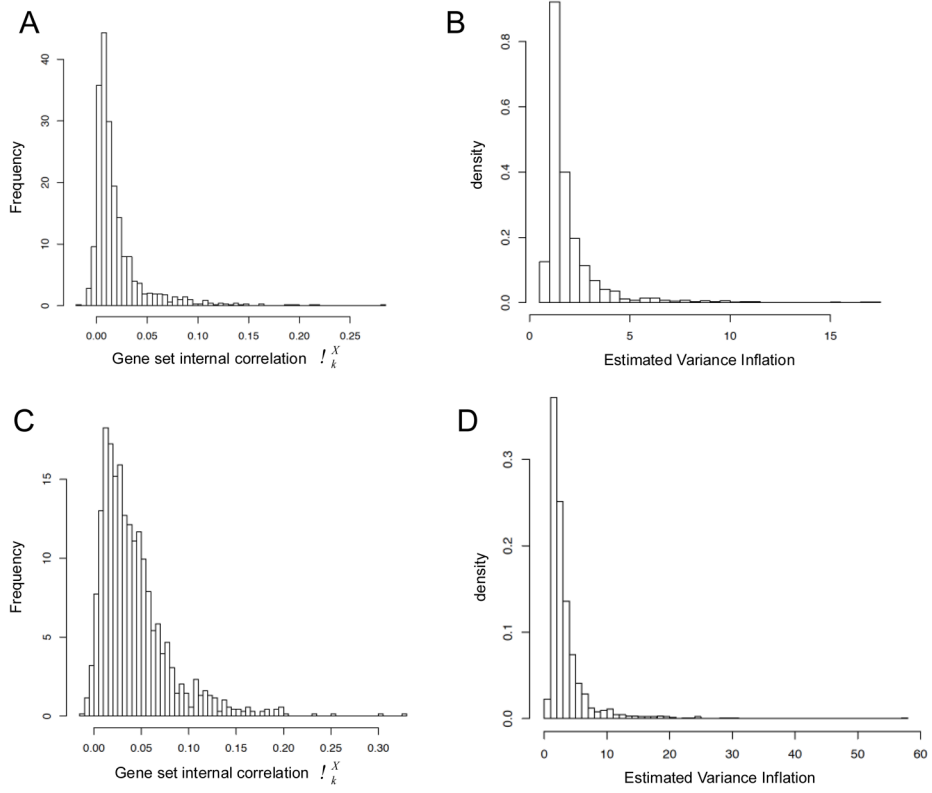 A
Frequency
40
30
20
10
0
0.00 0.05 0.10 0.15 0.20 0.25
Gene set internal correlation ! X k
B
density
0.8
0.6
0.4
0.2
0.0
0 5 10 15
Estimated Variance Inflation
C
Frequency
15
10
5
0
0.00 0.05 0.10 0.15 0.20 0.25 0.30
Gene set internal correlation ! X k
D
density
0.3
0.2
0.1
0.0
0 10 20 30 40 50 60
Estimated Variance Inflation